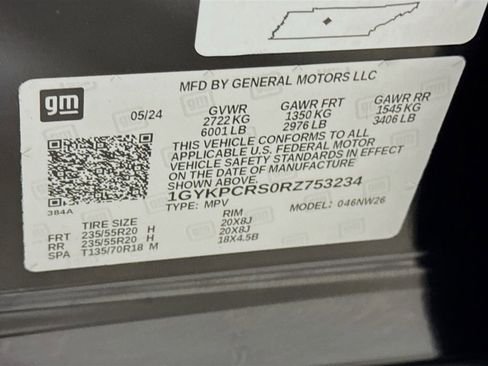 MFD BY GENERAL MOTORS LLC
gm
05/24 GVWR GAWR FRT GAWR RR
2722 KG 1350 KG 1545 KG
6001 LB 2976 LB 3406 LB
THIS VEHICLE CONFORMS TO ALL
APPLICABLE U.S. FEDERAL MOTOR
VEHICLE SAFETY STANDARDS IN EFFECT
ON THE DATE OF MANUFACTURE
SHOWN ABOVE.
384A
1GYKPCRS0RZ753234
TYPE: MPV MODEL: 046NW26
TIRE SIZE RIM
FRT 235/55R20 H 20X8J
RR 235/55R20 H 20X8J
SPA T135/70R18 M 18X4.5B